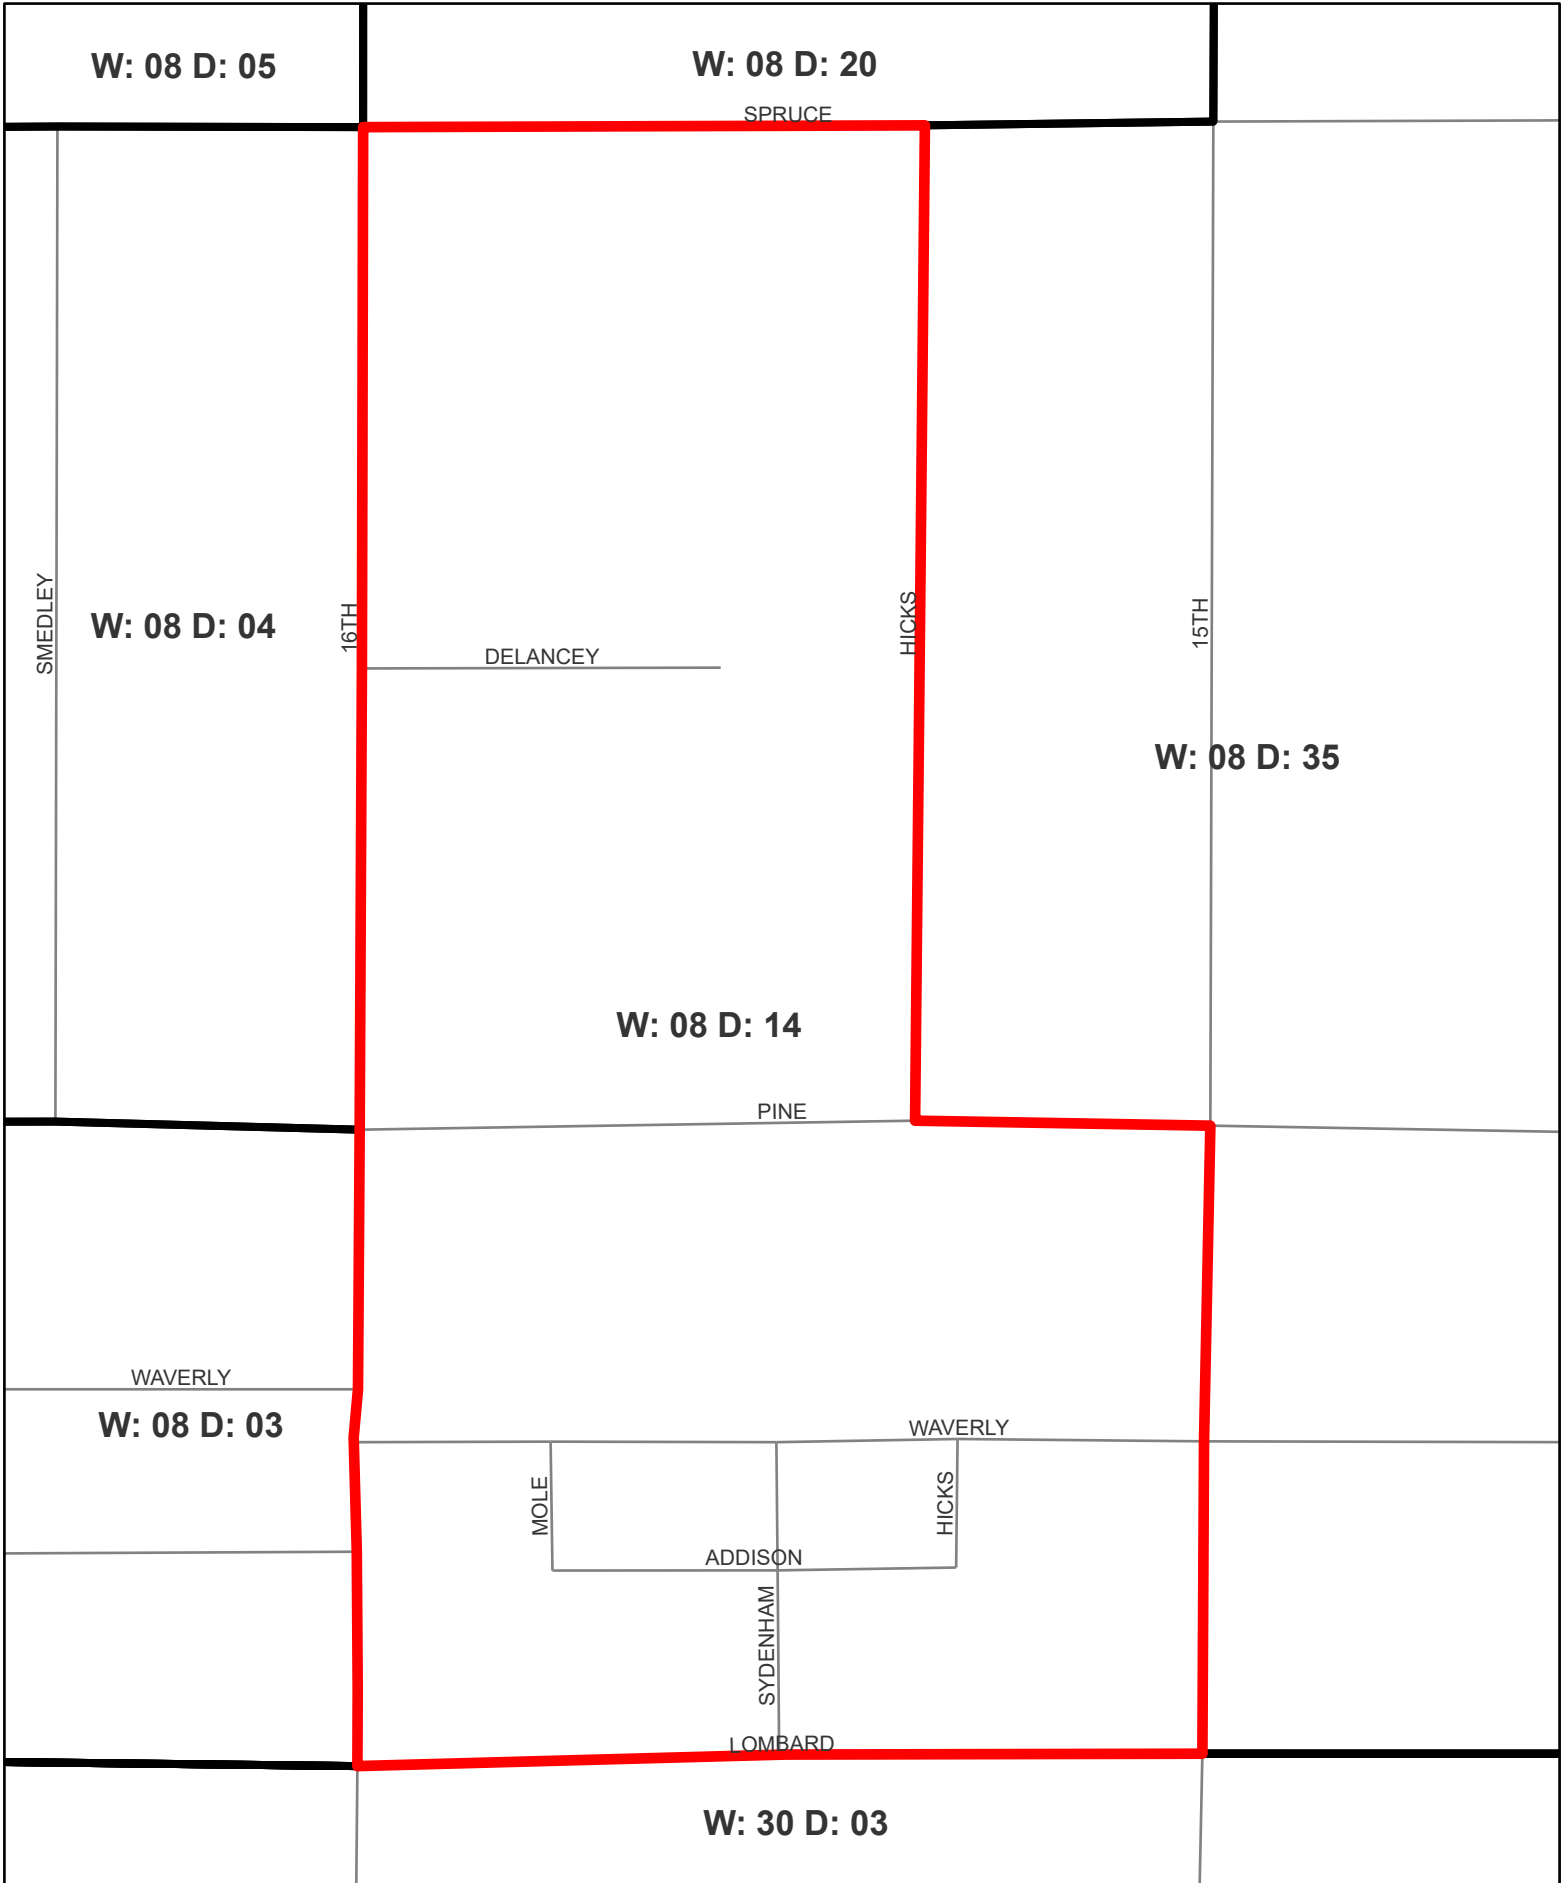 W: 08 D: 05
W: 08 D: 20
SPRUCE
SMEDLEY
W: 08 D: 04
16TH
DELANCEY
HICKS
15TH
W: 08 D: 35
W: 08 D: 14
PINE
WAVERLY
W: 08 D: 03
WAVERLY
MOLE
HICKS
ADDISON
SYDENHAM
LOMBARD
W: 30 D: 03